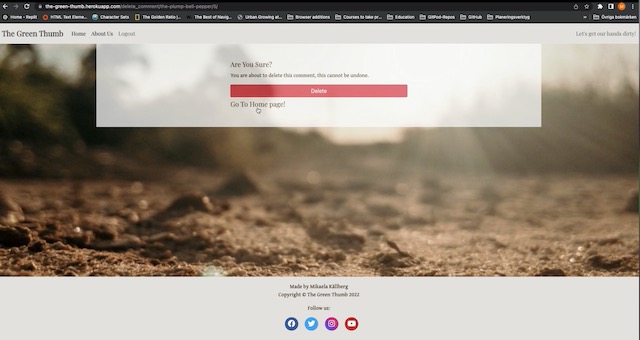 the-green-thumb.herokuapp.com/delete_comment/the-plump-bell-pepper/6/
Home - Replit
HTML Text Eleme...
Character Sets
The Golden Ratio |...
The Best of Navig...
Urban Growing at...
Browser additions
Courses to take pr...
Education
GitPod-Repos
GitHub
Planeringsverktyg
Övriga bokmärken
The Green Thumb
Home
About Us
Logout
Let's get our hands dirty!
Are You Sure?
You are about to delete this comment, this cannot be undone.
Delete
Go To Home page!
Made by Mikaela Källberg
Copyright © The Green Thumb 2022
Follow us: